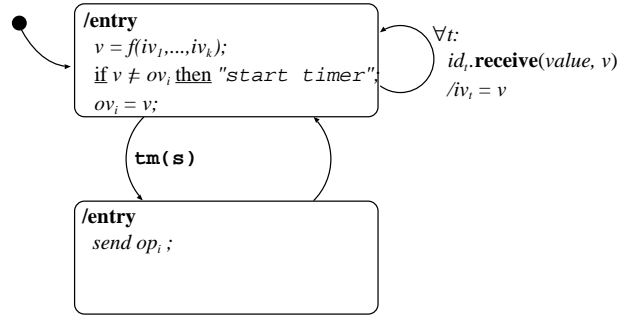 /entry
v = f(iv₁,...,ivₖ);
if v ≠ ovᵢ then "start timer";
ovᵢ = v;
∀t:
idₜ.receive(value, v)
/ivₜ = v
tm(s)
/entry
send opᵢ ;